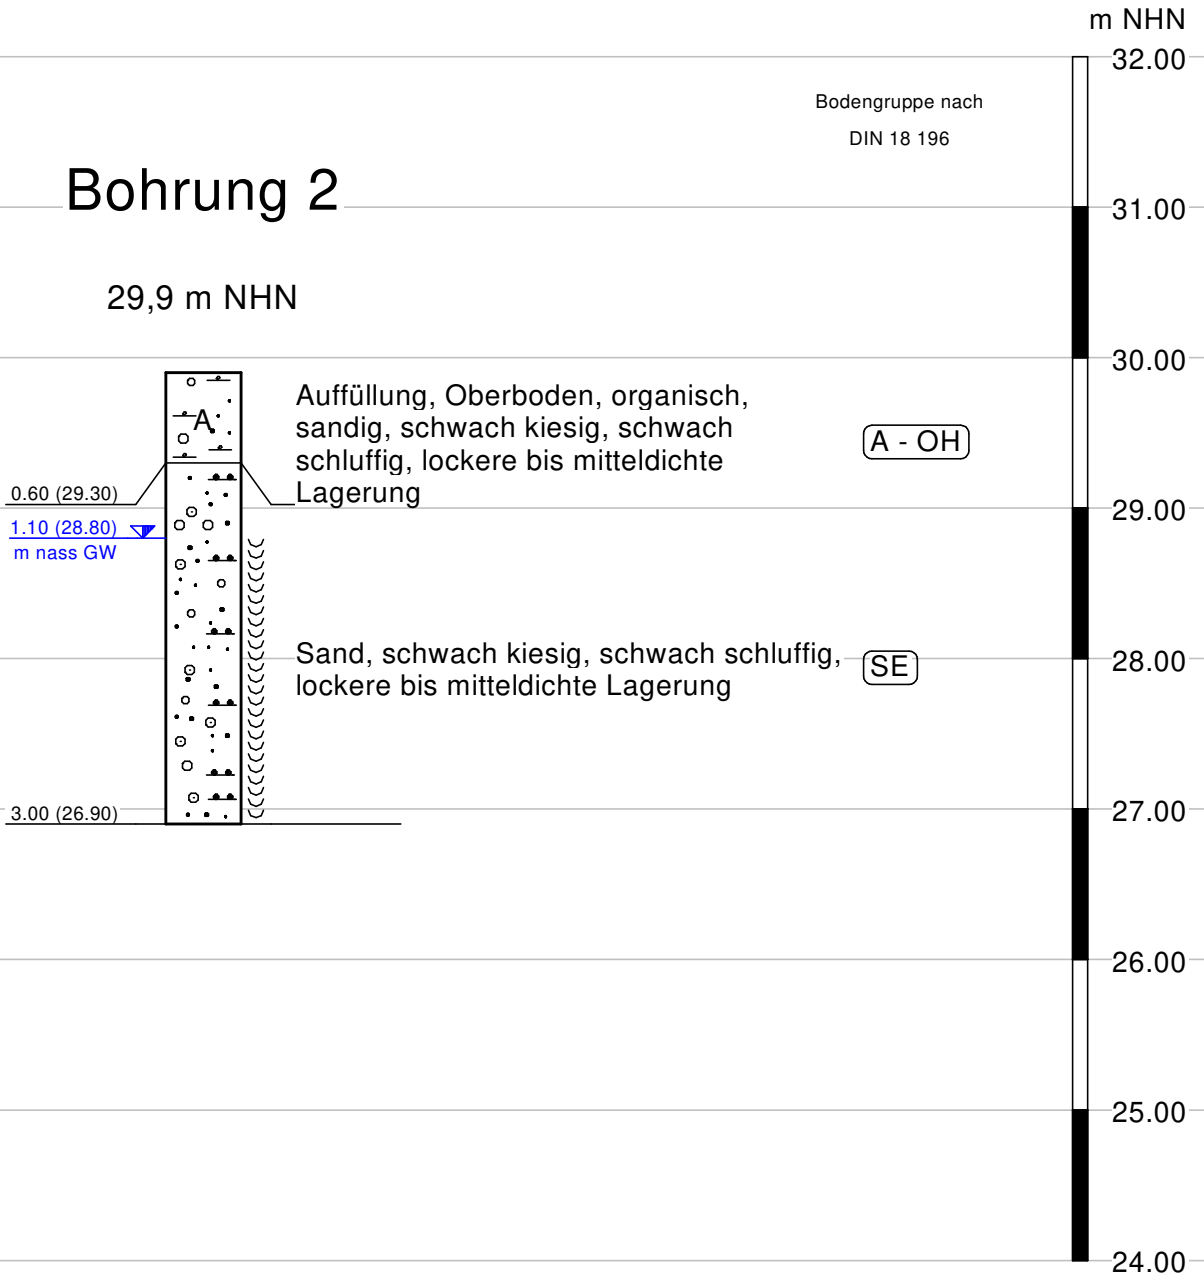 m NHN
32.00
Bodengruppe nach
DIN 18 196
Bohrung 2
31.00
29,9 m NHN
30.00
Auffüllung, Oberboden, organisch,
sandig, schwach kiesig, schwach
schluffig, lockere bis mitteldichte
Lagerung
A
A - OH
0.60 (29.30)
29.00
1.10 (28.80)
m nass GW
Sand, schwach kiesig, schwach schluffig,
lockere bis mitteldichte Lagerung
SE
28.00
3.00 (26.90)
27.00
26.00
25.00
24.00